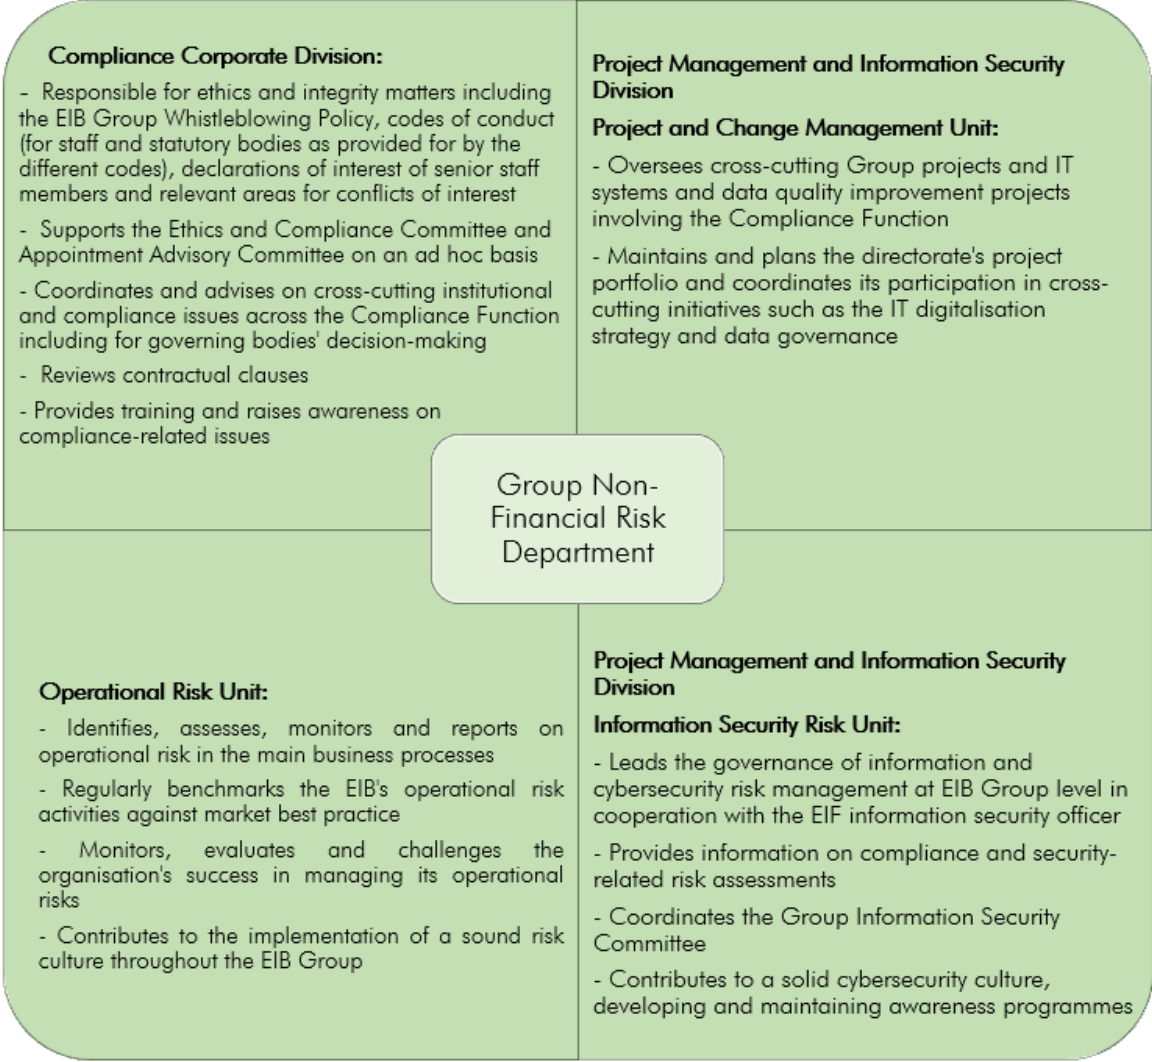 Compliance Corporate Division:
- Responsible for ethics and integrity matters including
the EIB Group Whistleblowing Policy, codes of conduct
(for staff and statutory bodies as provided for by the
different codes), declarations of interest of senior staff
members and relevant areas for conflicts of interest
- Supports the Ethics and Compliance Committee and
Appointment Advisory Committee on an ad hoc basis
- Coordinates and advises on cross-cutting institutional
and compliance issues across the Compliance Function
including for governing bodies' decision-making
- Reviews contractual clauses
- Provides training and raises awareness on
compliance-related issues
Project Management and Information Security
Division
Project and Change Management Unit:
- Oversees cross-cutting Group projects and IT
systems and data quality improvement projects
involving the Compliance Function
- Maintains and plans the directorate's project
portfolio and coordinates its participation in cross-
cutting initiatives such as the IT digitalisation
strategy and data governance
Group Non-
Financial Risk
Department
Operational Risk Unit:
- Identifies, assesses, monitors and reports on
operational risk in the main business processes
- Regularly benchmarks the EIB's operational risk
activities against market best practice
- Monitors, evaluates and challenges the
organisation's success in managing its operational
risks
- Contributes to the implementation of a sound risk
culture throughout the EIB Group
Project Management and Information Security
Division
Information Security Risk Unit:
- Leads the governance of information and
cybersecurity risk management at EIB Group level in
cooperation with the EIF information security officer
- Provides information on compliance and security-
related risk assessments
- Coordinates the Group Information Security
Committee
- Contributes to a solid cybersecurity culture,
developing and maintaining awareness programmes